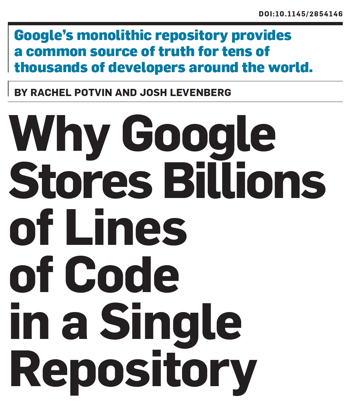 DOI:10.1145/2854146
Google's monolithic repository provides
a common source of truth for tens of
thousands of developers around the world.
BY RACHEL POTVIN AND JOSH LEVENBERG
Why Google
Stores Billions
of Lines
of Code
in a Single
Repository